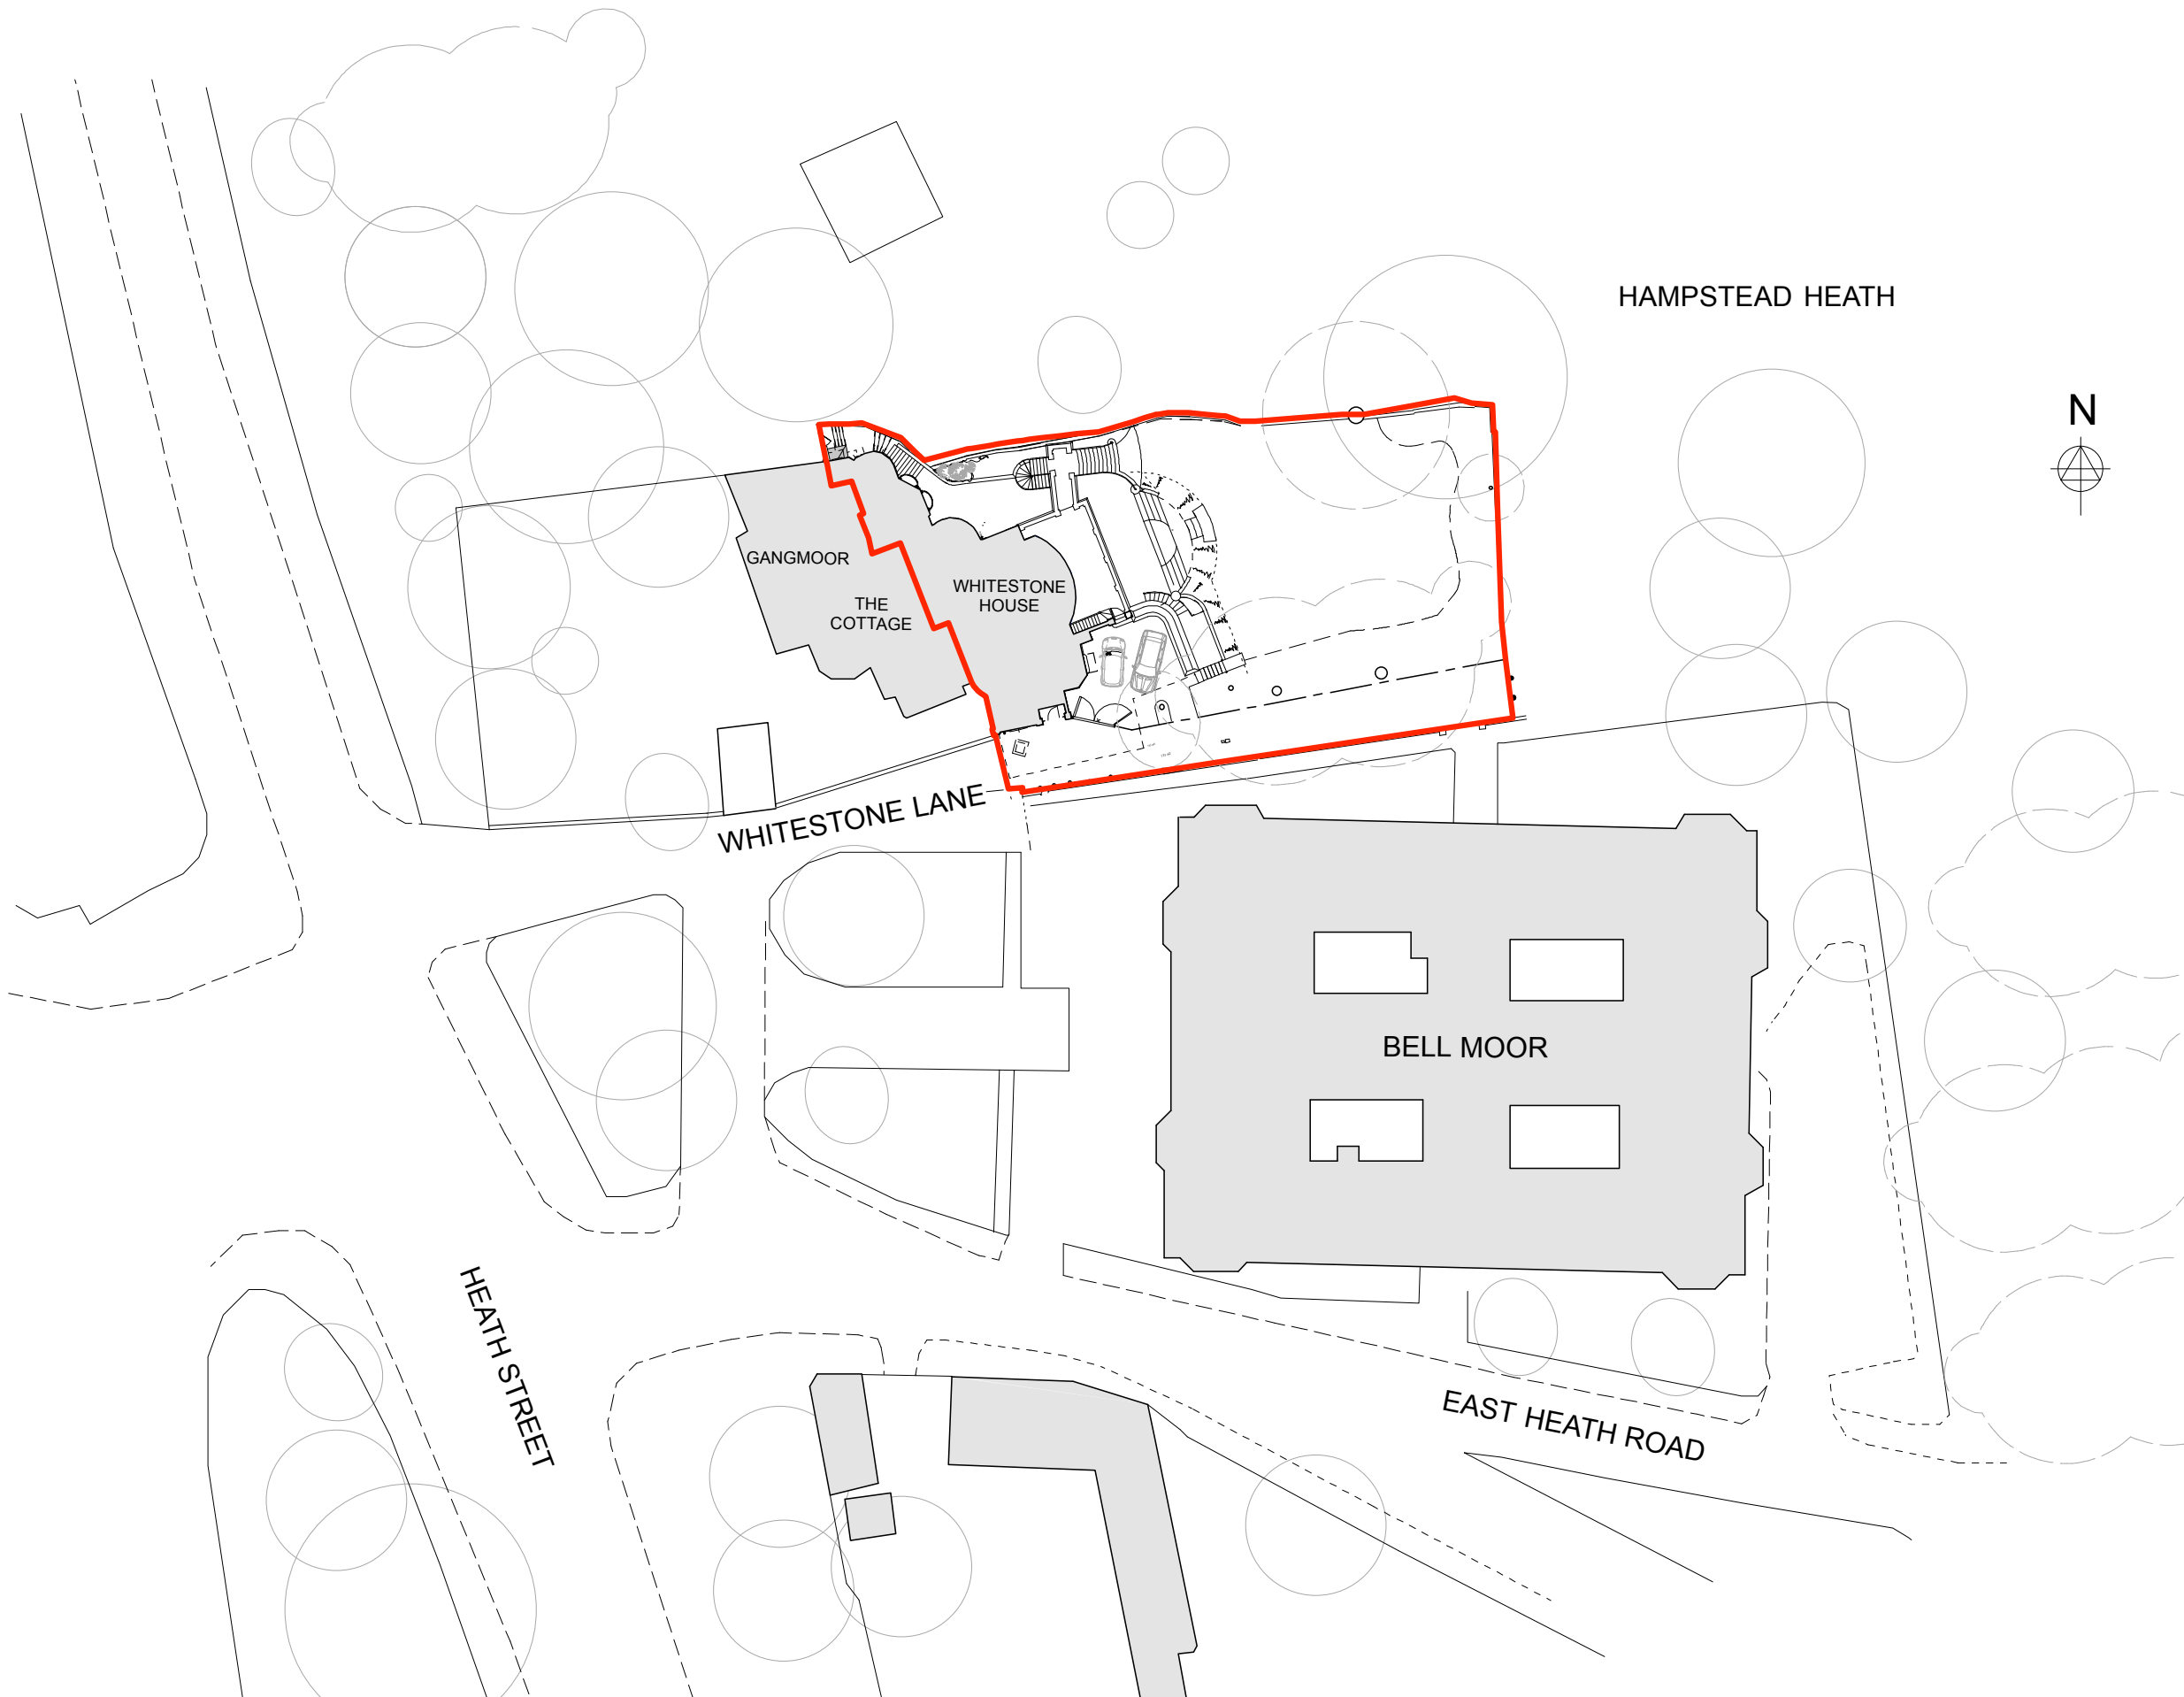 HAMPSTEAD HEATH
N
GANGMOOR
WHITESTONE
HOUSE
THE
COTTAGE
WHITESTONE LANE
BELL MOOR
HEATH STREET
EAST HEATH ROAD